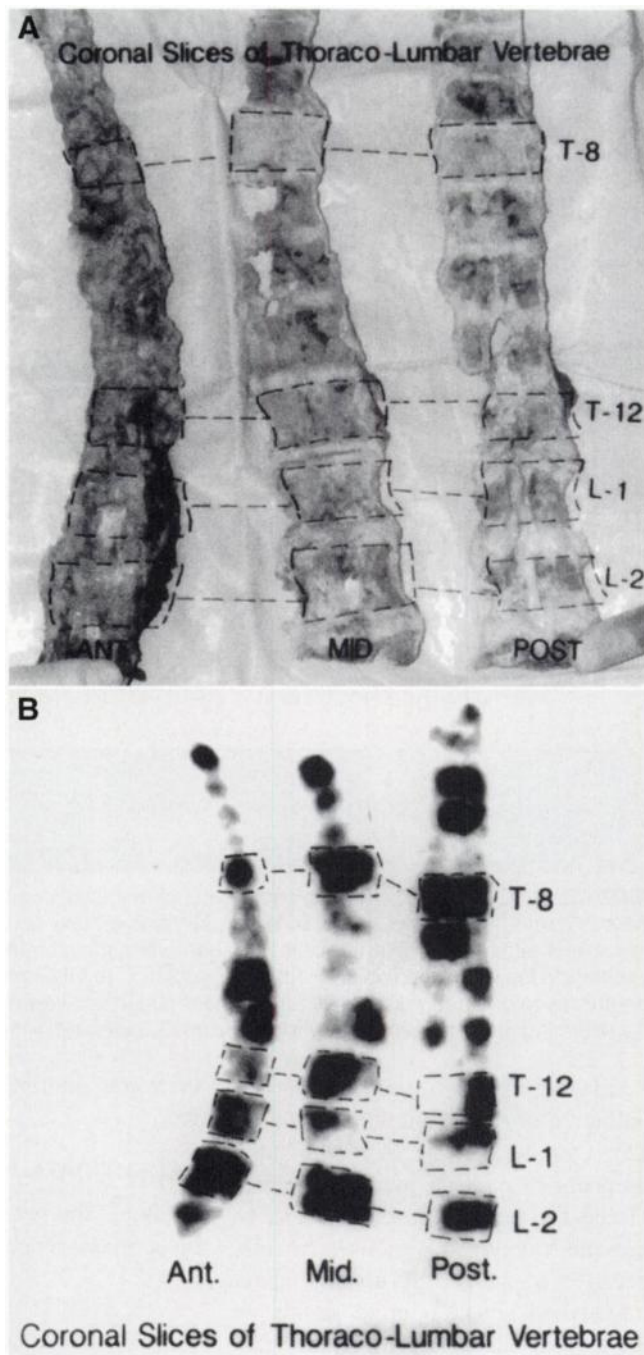 A
Coronal Slices of Thoraco-Lumbar Vertebrae
T-8
T-12
L-1
L-2
ANT
MID
POST
B
T-8
T-12
L-1
L-2
Ant.
Mid.
Post.
Coronal Slices of Thoraco-Lumbar Vertebrae